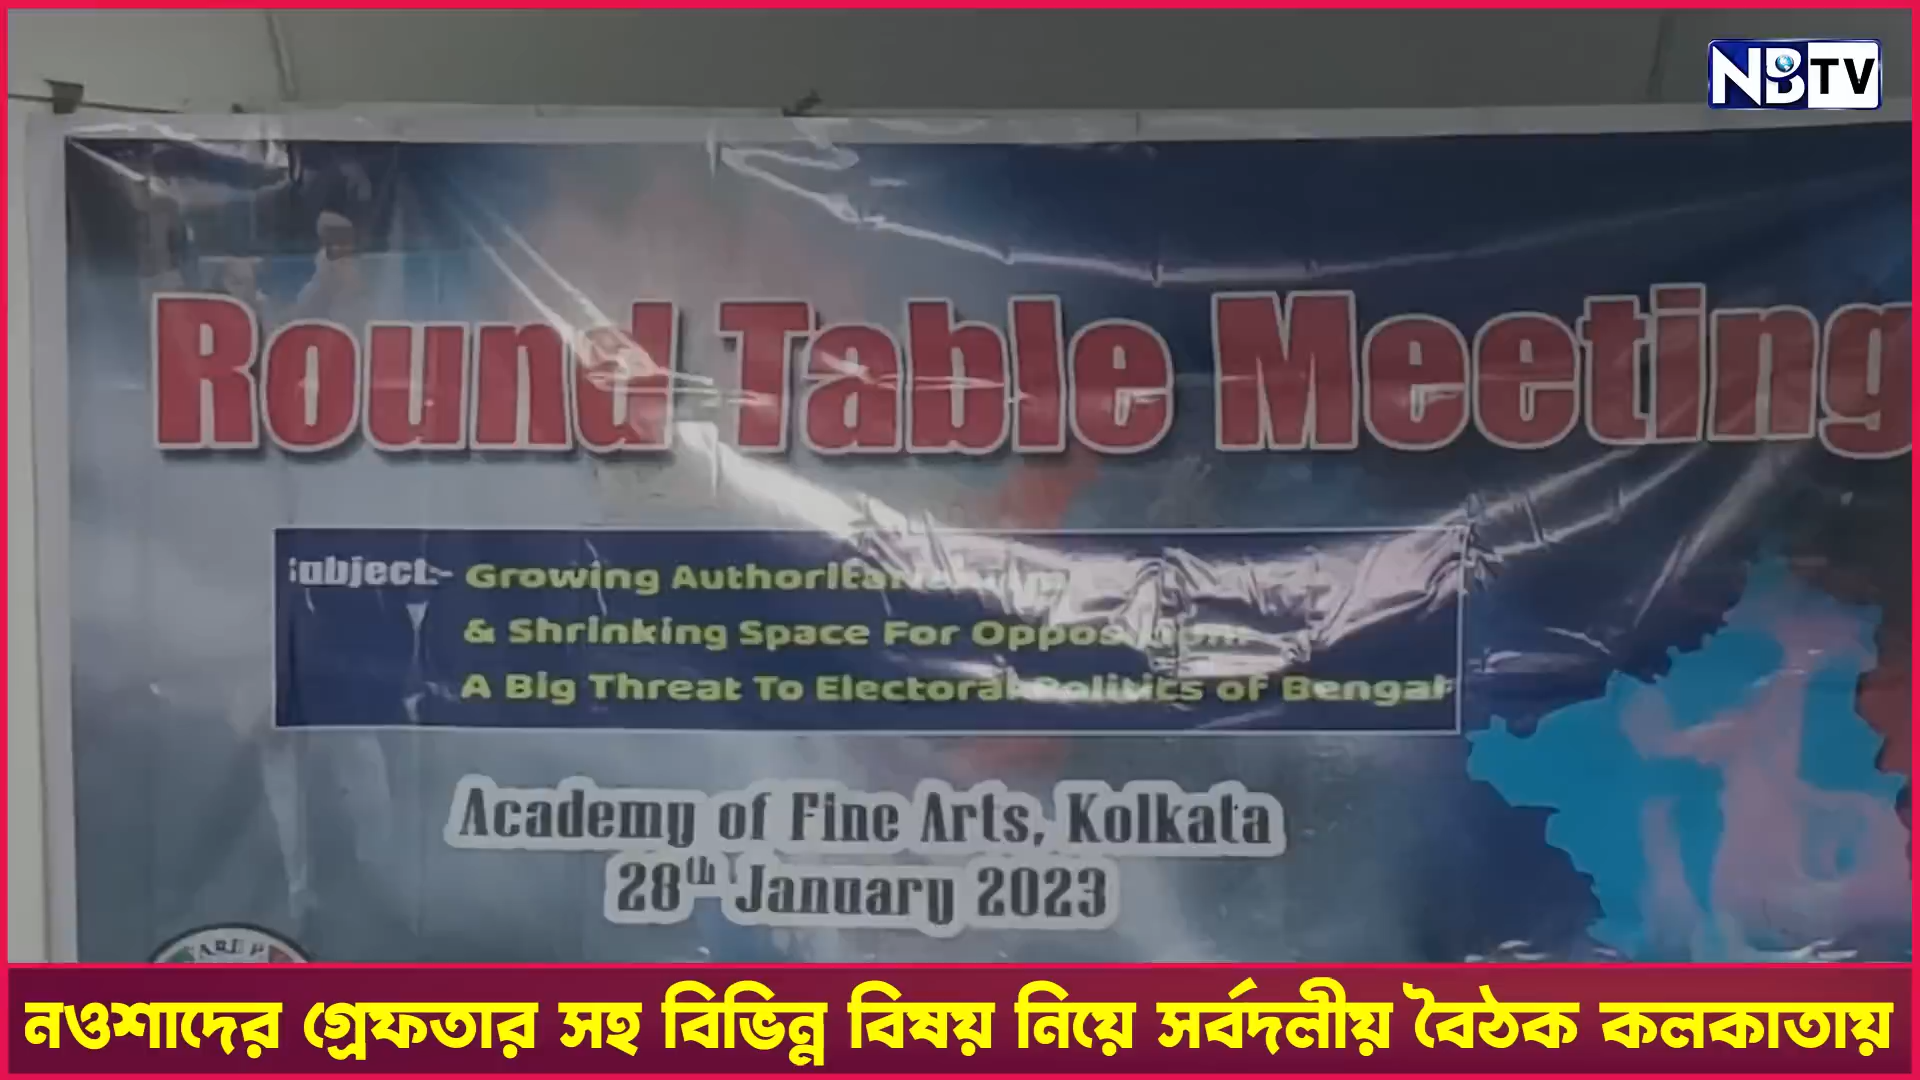 NBTV
Round Table Meeting
Subject:- Growing Authoritarianism
& Shrinking Space For Opposition
A Big Threat To Electoral Politics of Bengal
Academy of Fine Arts, Kolkata
28th January 2023
নওশাদের গ্রেফতার সহ বিভিন্ন বিষয় নিয়ে সর্বদলীয় বৈঠক কলকাতায়